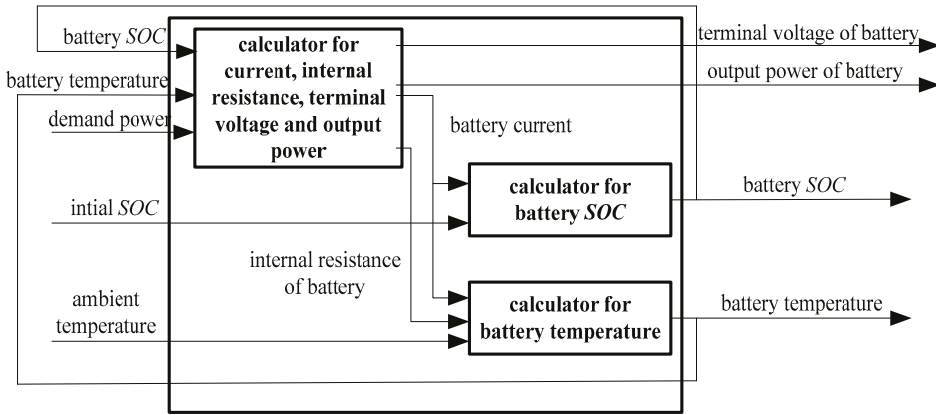 battery SOC
battery temperature
demand power
calculator for
current, internal
resistance, terminal
voltage and output
power
terminal voltage of battery
output power of battery
battery current
intial SOC
calculator for
battery SOC
battery SOC
internal resistance
of battery
ambient
temperature
calculator for
battery temperature
battery temperature